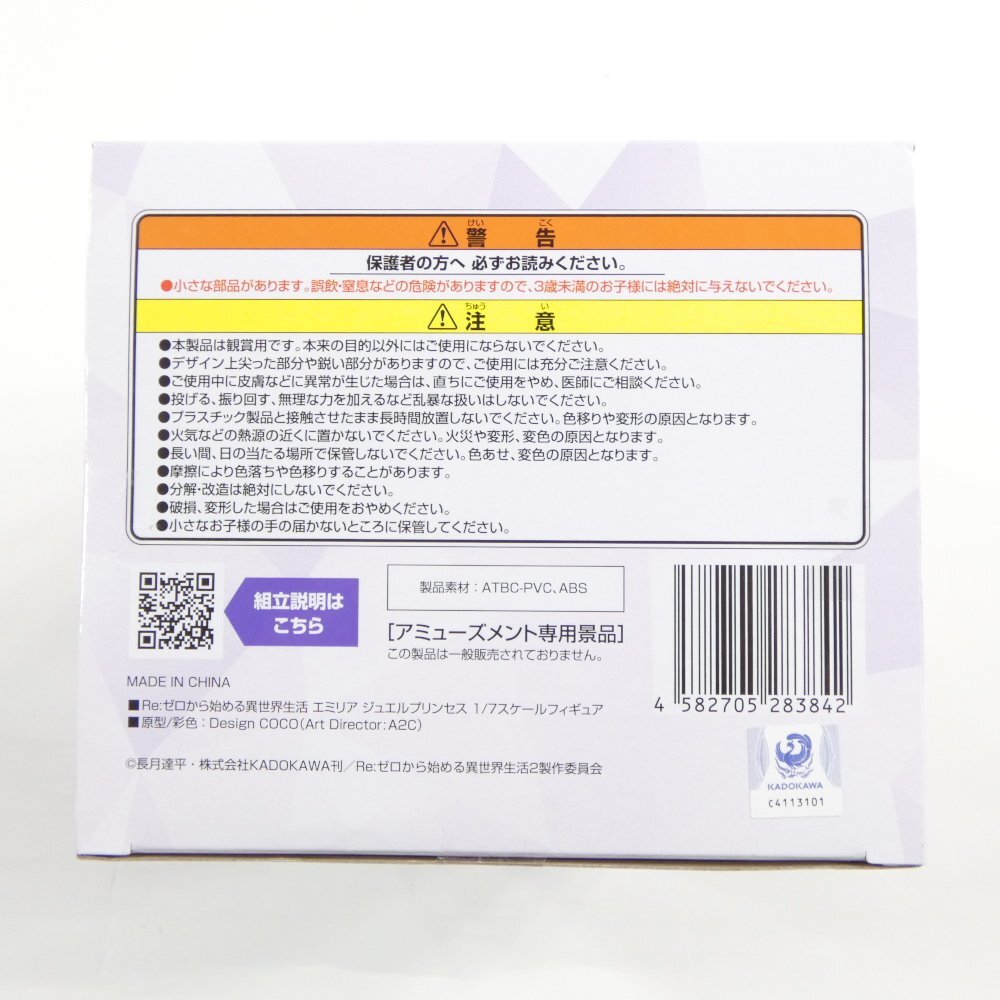 けい こく
⚠警 告
保護者の方へ 必ずお読みください。
●小さな部品があります。誤飲・窒息などの危険がありますので、3歳未満のお子様には絶対に与えないでください。
ちゅう い
⚠注 意
●本製品は観賞用です。本来の目的以外にはご使用にならないでください。
●デザイン上尖った部分や鋭い部分がありますので、ご使用には充分ご注意ください。
●ご使用中に皮膚などに異常が生じた場合は、直ちにご使用をやめ、医師にご相談ください。
●投げる、振り回す、無理な力を加えるなど乱暴な扱いはしないでください。
●プラスチック製品と接触させたまま長時間放置しないでください。色移りや変形の原因となります。
●火気などの熱源の近くに置かないでください。火災や変形、変色の原因となります。
●長い間、日の当たる場所で保管しないでください。色あせ、変色の原因となります。
●摩擦により色落ちや色移りすることがあります。
●分解・改造は絶対にしないでください。
●破損、変形した場合はご使用をおやめください。
●小さなお子様の手の届かないところに保管してください。
組立説明は
こちら
製品素材：ATBC-PVC、ABS
[アミューズメント専用景品]
この製品は一般販売されておりません。
MADE IN CHINA
■Re:ゼロから始める異世界生活 エミリア ジュエルプリンセス 1/7スケールフィギュア
■原型/彩色：Design COCO(Art Director:A2C)
©長月達平・株式会社KADOKAWA刊／Re:ゼロから始める異世界生活2製作委員会
4 582705 283842
KADOKAWA
C4113101